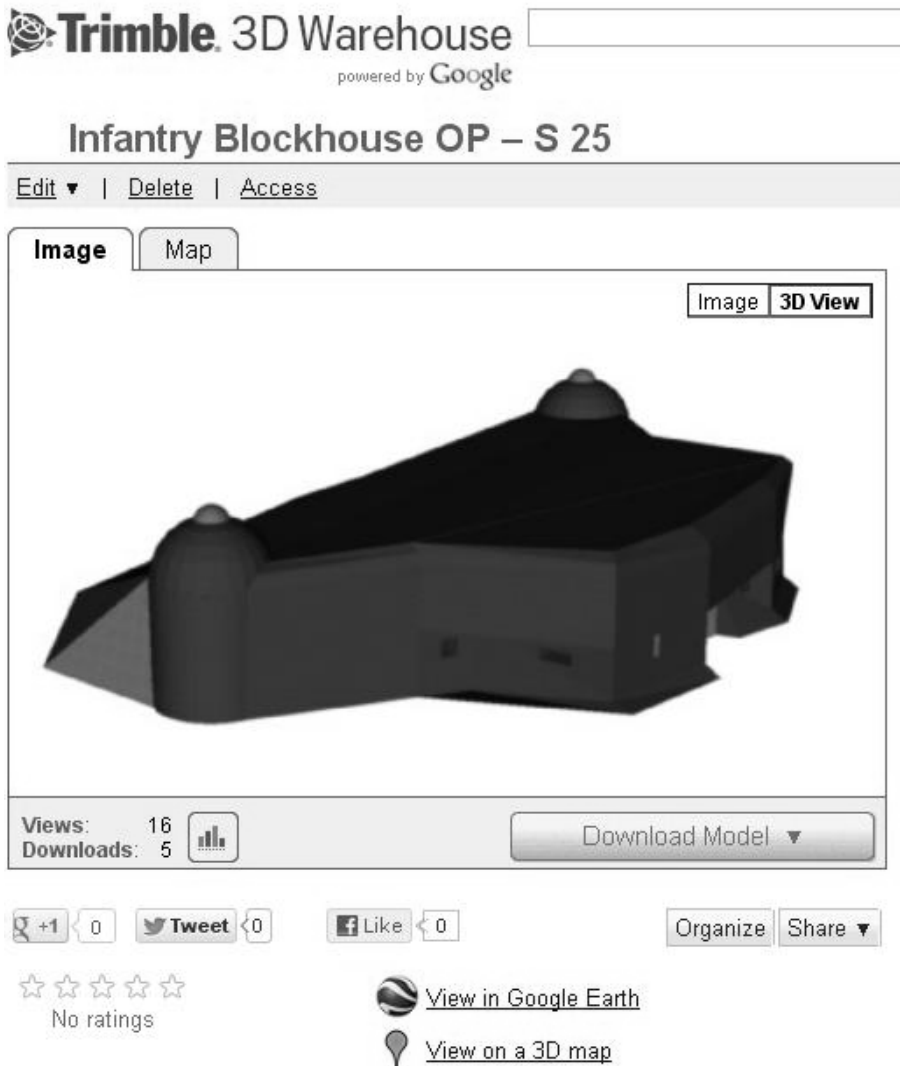 Trimble. 3D Warehouse
powered by Google
Infantry Blockhouse OP – S 25
Edit ▼ | Delete | Access
Image Map
Image 3D View
Views: 16
Downloads: 5
Download Model ▼
g +1 0 Tweet 0 Like 0 Organize Share ▼
No ratings
View in Google Earth
View on a 3D map